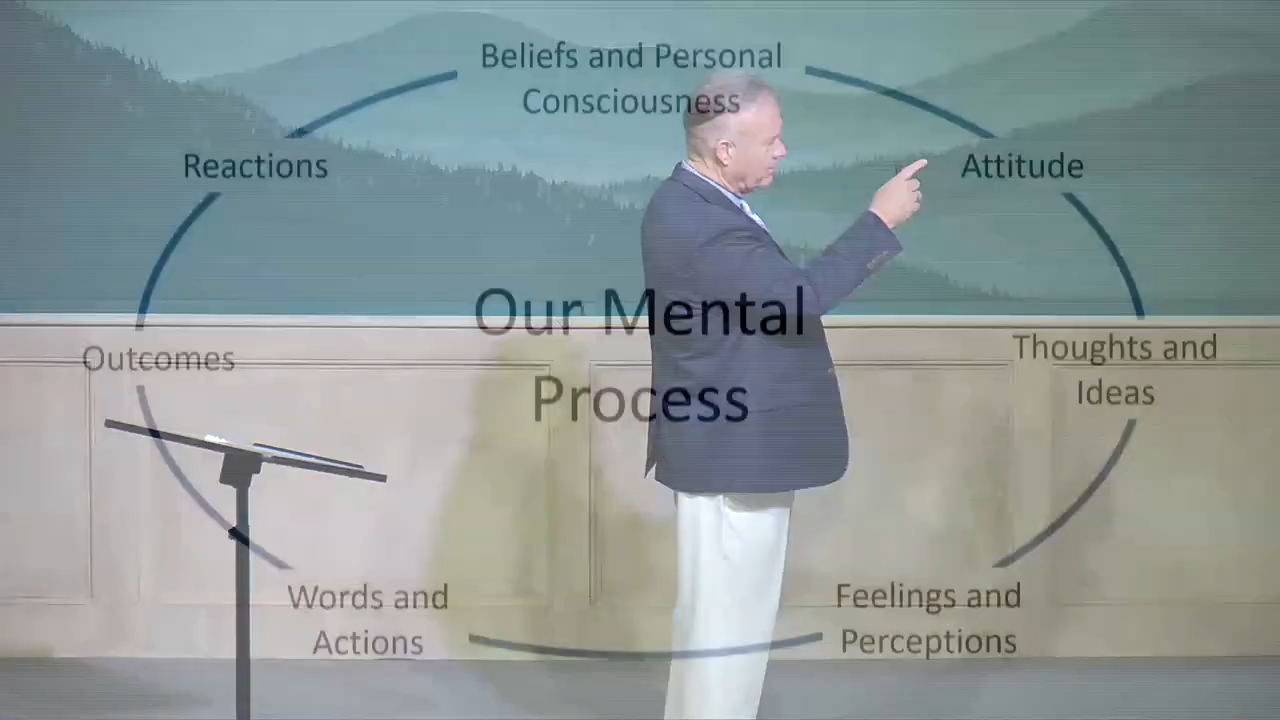 Beliefs and Personal
Consciousness
Reactions
Attitude
Our Mental
Process
Thoughts and
Ideas
Outcomes
Words and
Actions
Feelings and
Perceptions